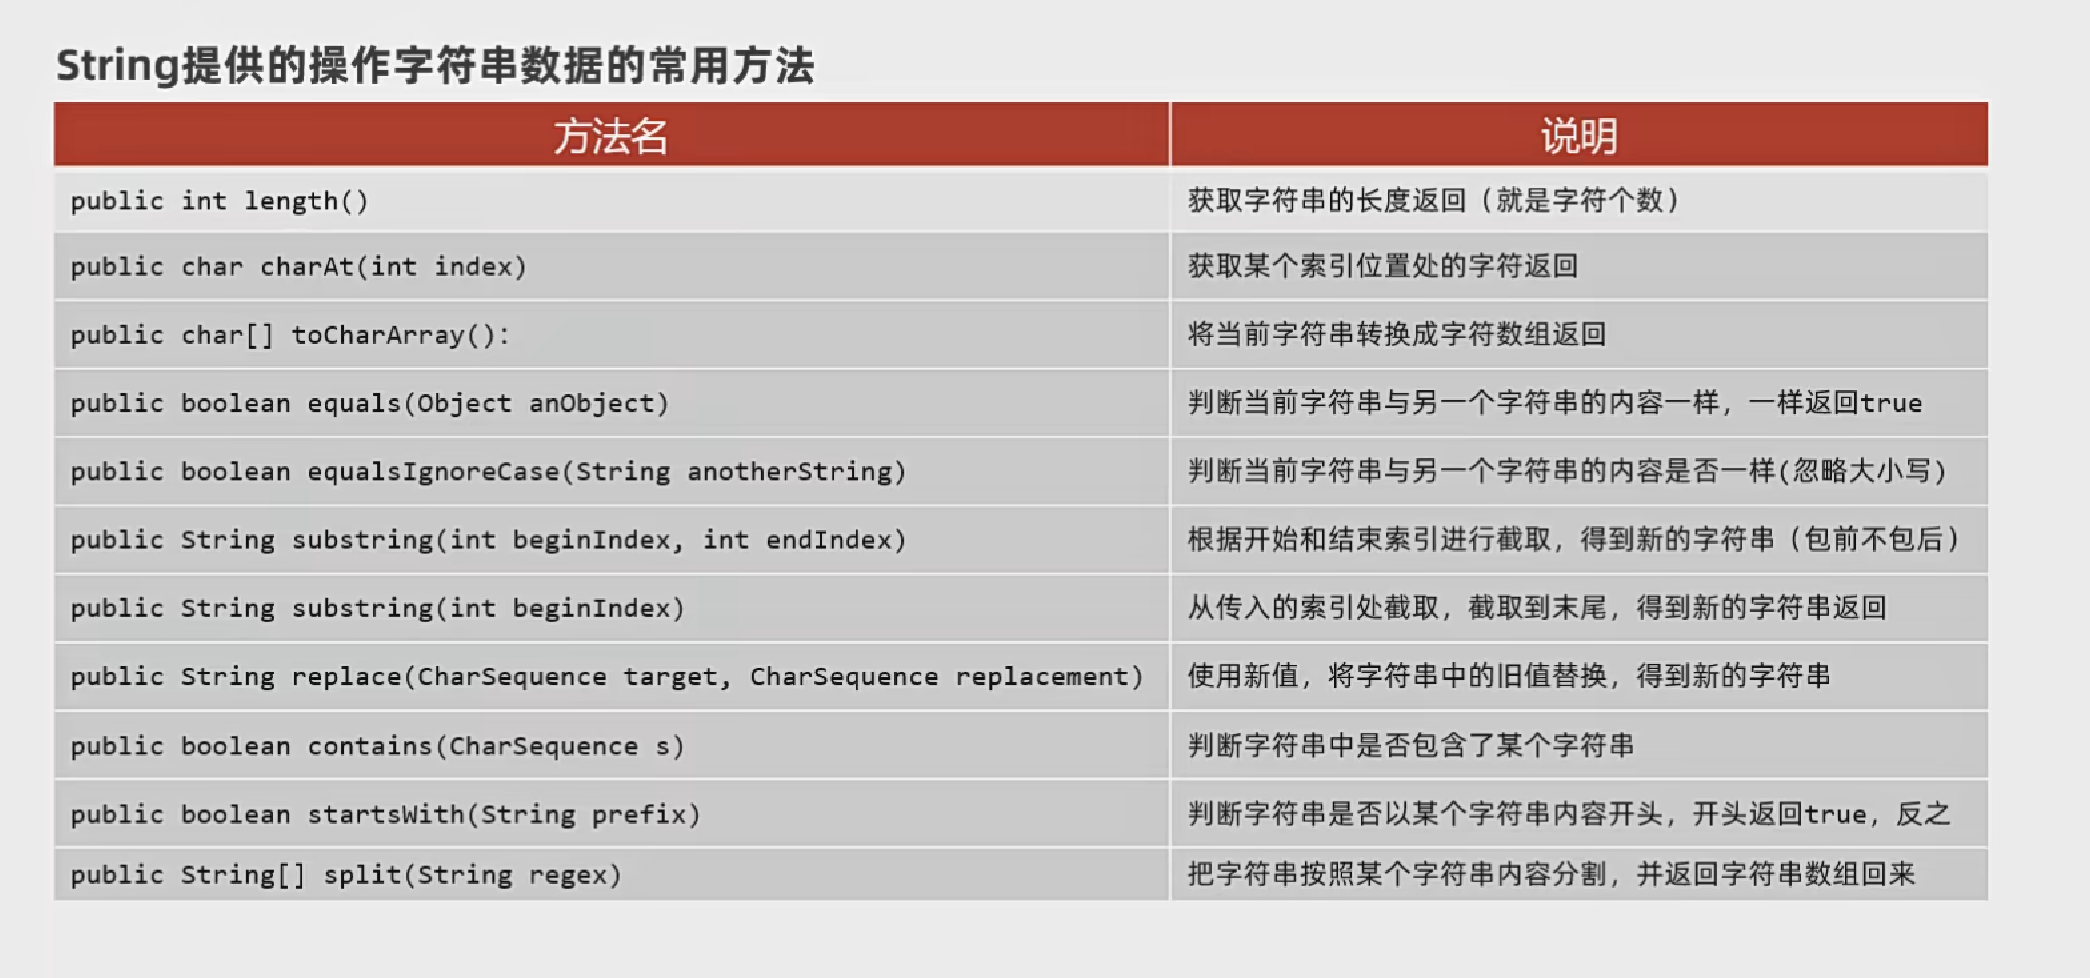 String提供的操作字符串数据的常用方法
方法名 说明
public int length() 获取字符串的长度返回（就是字符个数）
public char charAt(int index) 获取某个索引位置处的字符返回
public char[] toCharArray(): 将当前字符串转换成字符数组返回
public boolean equals(Object anObject) 判断当前字符串与另一个字符串的内容一样，一样返回true
public boolean equalsIgnoreCase(String anotherString) 判断当前字符串与另一个字符串的内容是否一样(忽略大小写)
public String substring(int beginIndex, int endIndex) 根据开始和结束索引进行截取，得到新的字符串（包前不包后）
public String substring(int beginIndex) 从传入的索引处截取，截取到末尾，得到新的字符串返回
public String replace(CharSequence target, CharSequence replacement) 使用新值，将字符串中的旧值替换，得到新的字符串
public boolean contains(CharSequence s) 判断字符串中是否包含了某个字符串
public boolean startsWith(String prefix) 判断字符串是否以某个字符串内容开头，开头返回true，反之
public String[] split(String regex) 把字符串按照某个字符串内容分割，并返回字符串数组回来